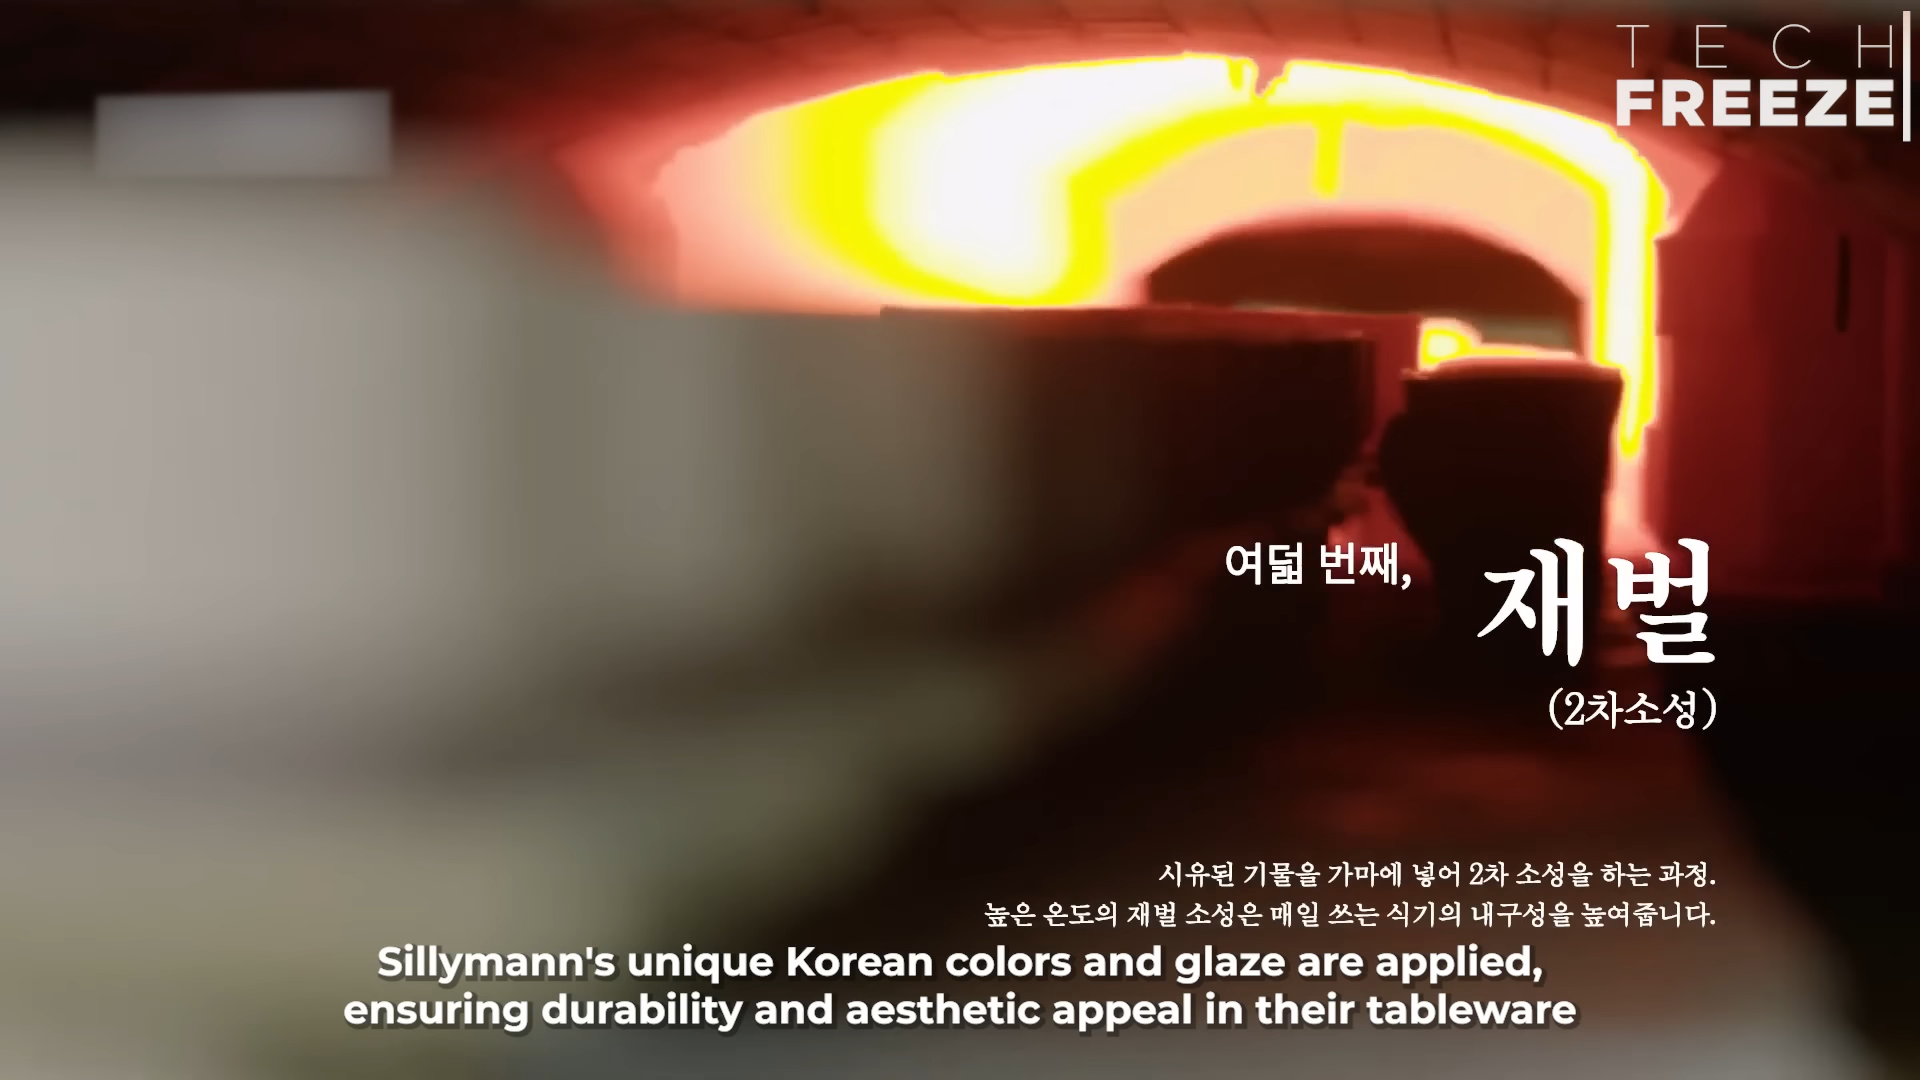 TECH
FREEZE
여덟 번째,
재벌
(2차소성)
시유된 기물을 가마에 넣어 2차 소성을 하는 과정.
높은 온도의 재벌 소성은 매일 쓰는 식기의 내구성을 높여줍니다.
Sillymann's unique Korean colors and glaze are applied,
ensuring durability and aesthetic appeal in their tableware